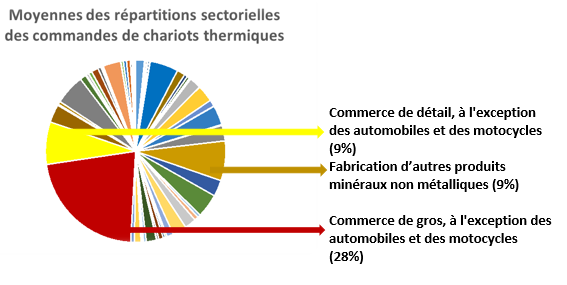 Moyennes des répartitions sectorielles
des commandes de chariots thermiques
Commerce de détail, à l'exception
des automobiles et des motocycles
(9%)
Fabrication d’autres produits
minéraux non métalliques (9%)
Commerce de gros, à l'exception des
automobiles et des motocycles
(28%)